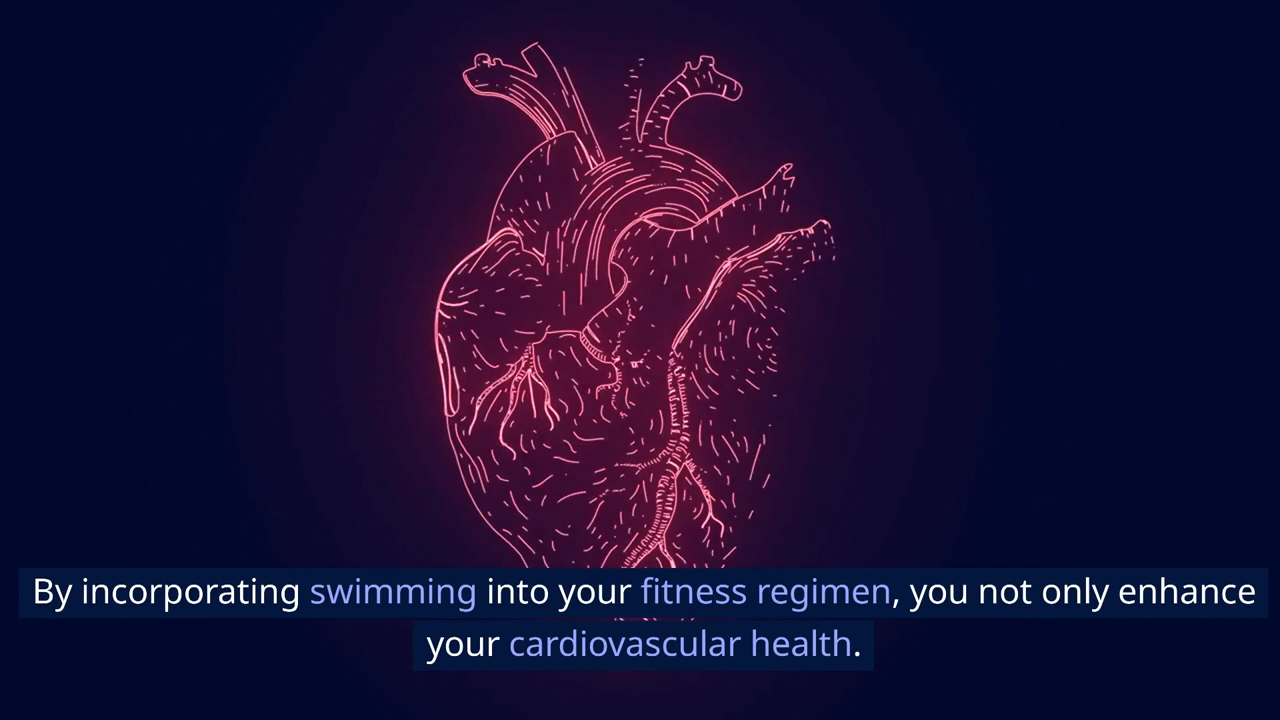 By incorporating swimming into your fitness regimen, you not only enhance
your cardiovascular health.